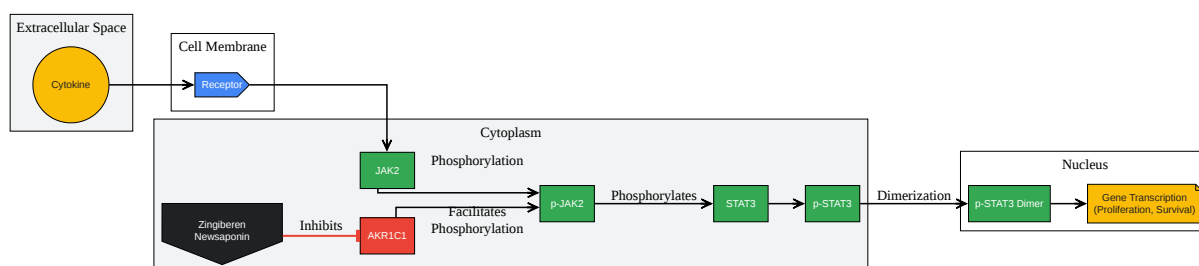 Extracellular Space
Cytokine
Cell Membrane
Receptor
Cytoplasm
JAK2
Phosphorylation
Zingiberen
Newsaponin
Inhibits
AKR1C1
Facilitates
Phosphorylation
p-JAK2
Phosphorylates
STAT3
p-STAT3
Dimerization
Nucleus
p-STAT3 Dimer
Gene Transcription
(Proliferation, Survival)